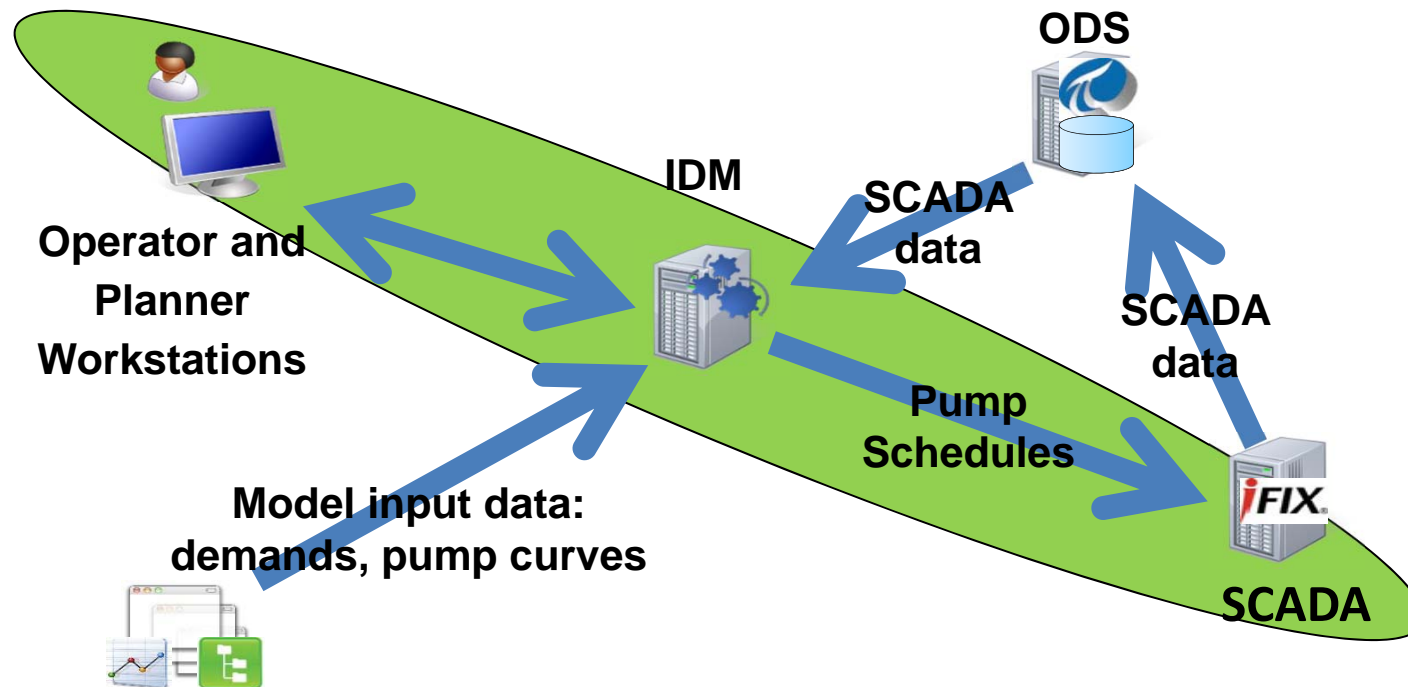 ODS
IDM
SCADA
data
Operator and
Planner
Workstations
SCADA
data
Pump
Schedules
iFIX.
Model input data:
demands, pump curves
SCADA